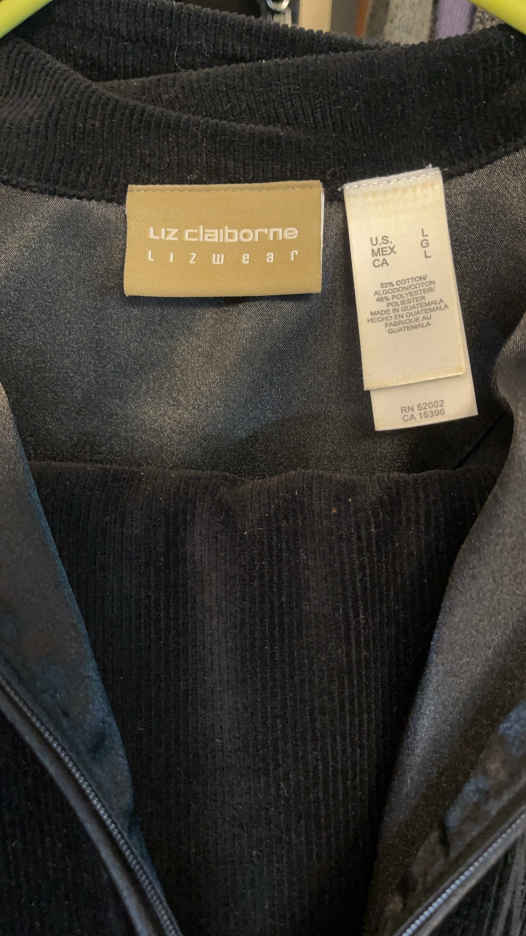 Liz claiborne
Lizwear
U.S. L
MEX G
CA L
52% COTTON/
ALGODON/COTON
48% POLYESTER/
POLIESTER
MADE IN GUATEMALA
HECHO EN GUATEMALA
FABRIQUE AU
GUATEMALA
RN 52002
CA 15390